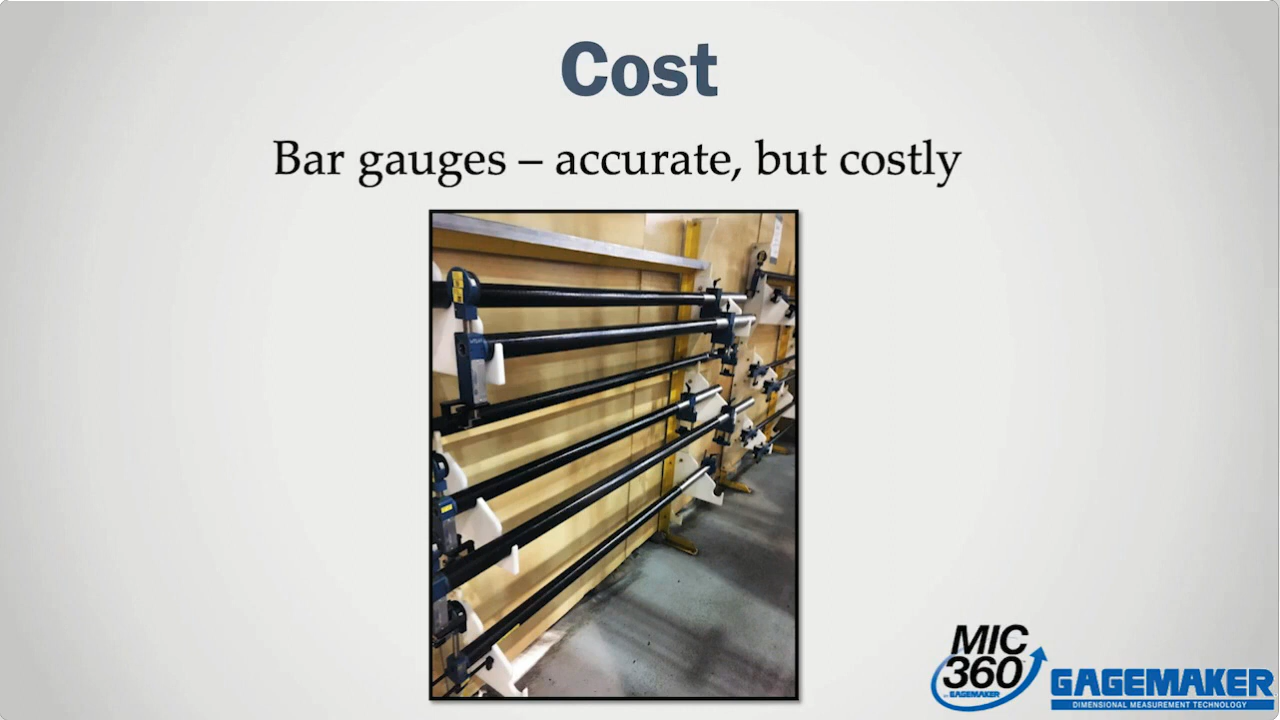 Cost
Bar gauges – accurate, but costly
MIC
360
BY GAGEMAKER
GAGEMAKER
DIMENSIONAL MEASUREMENT TECHNOLOGY